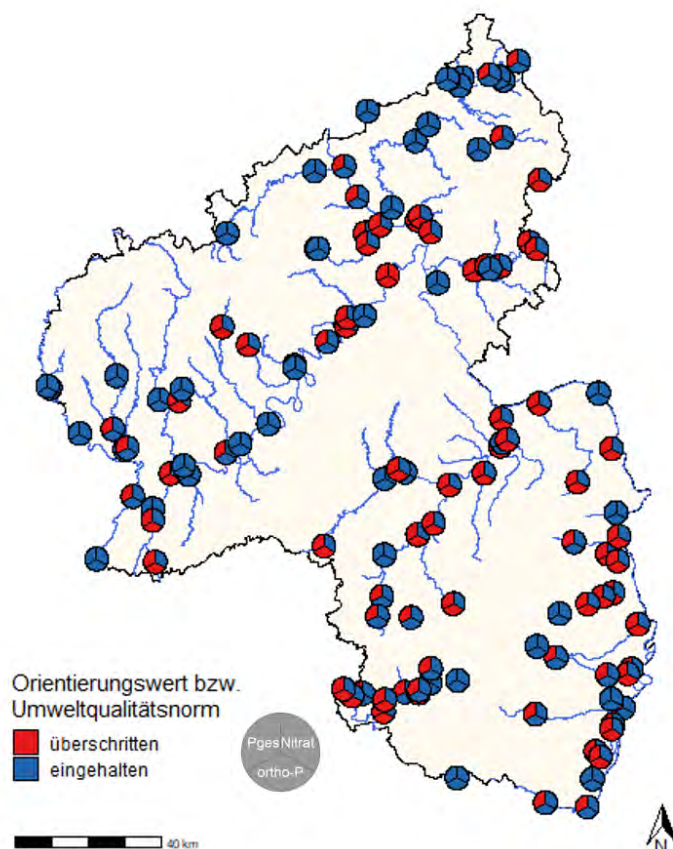 Orientierungswert bzw.
Umweltqualitätsnorm
überschritten
eingehalten
Pges Nitrat
ortho-P
40 km
N